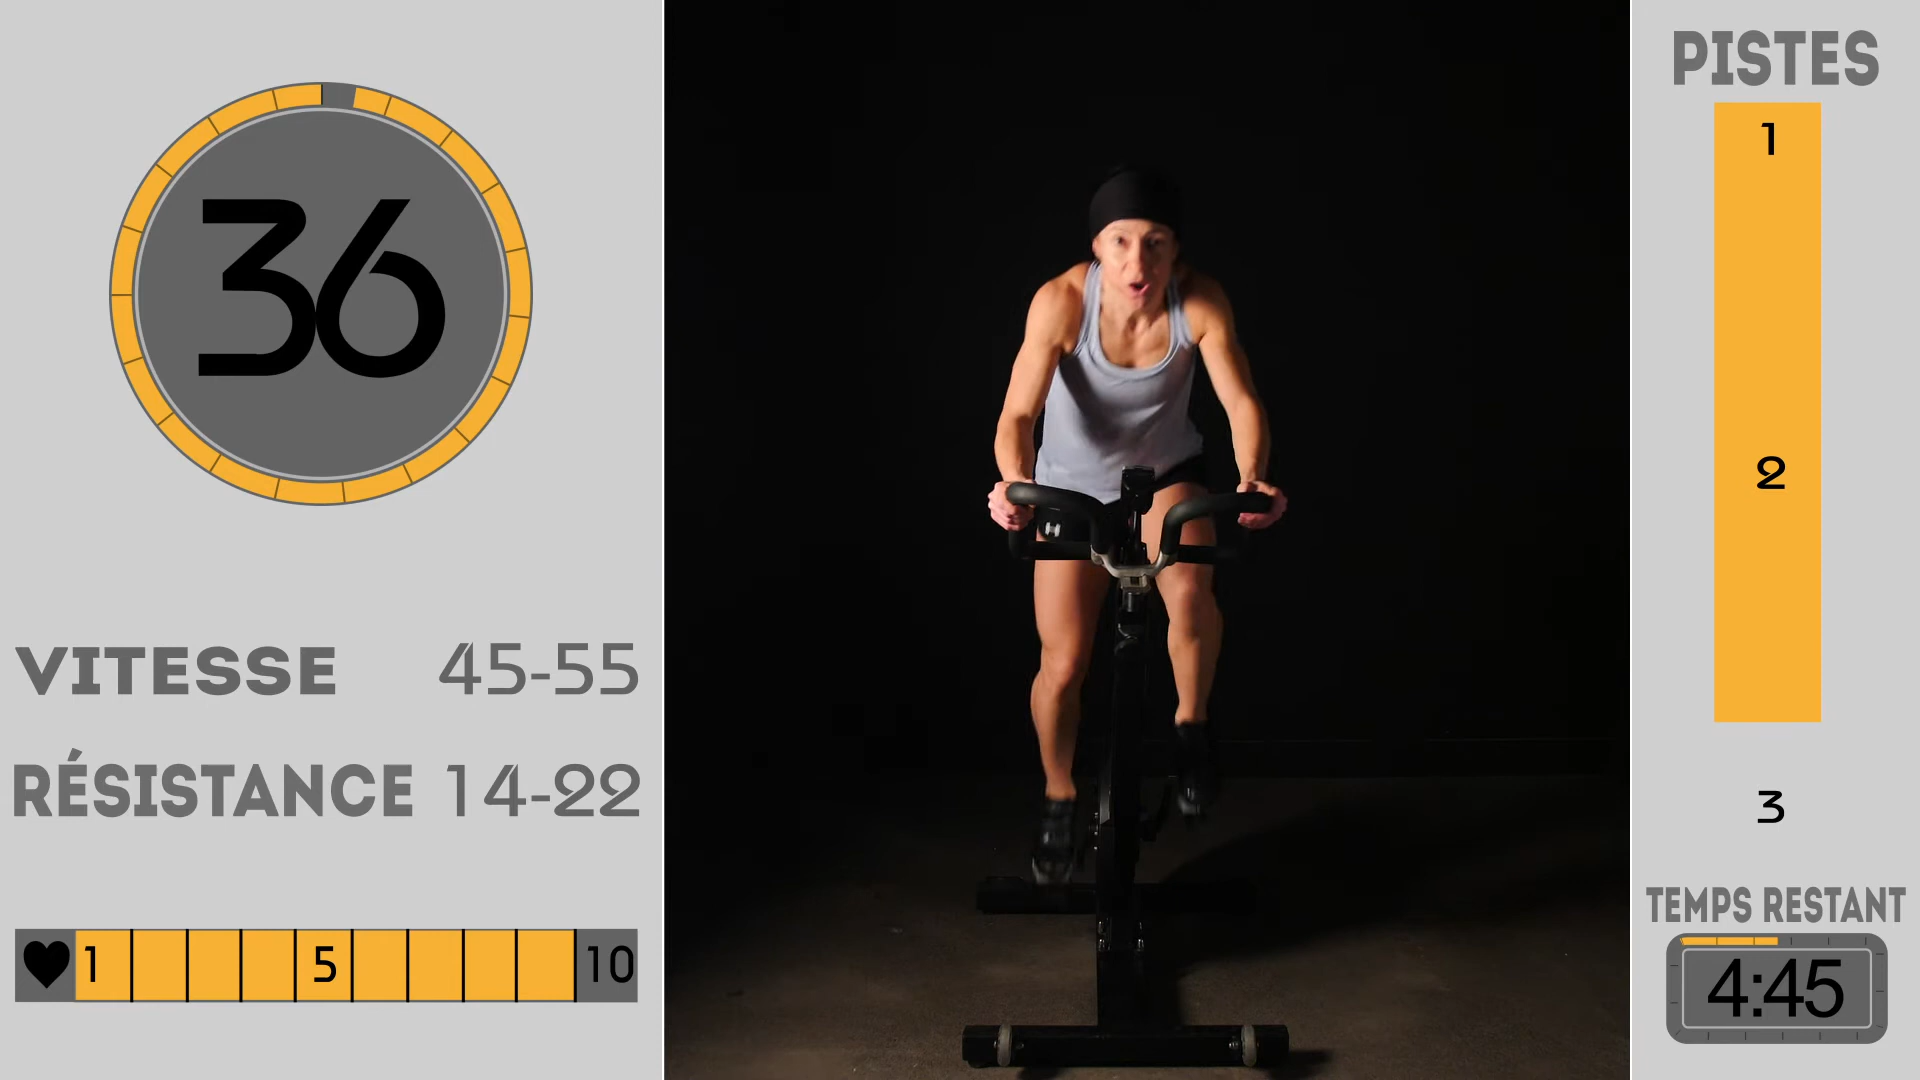 36
VITESSE 45-55
RÉSISTANCE 14-22
1 5 10
PISTES
1
2
3
TEMPS RESTANT
4:45